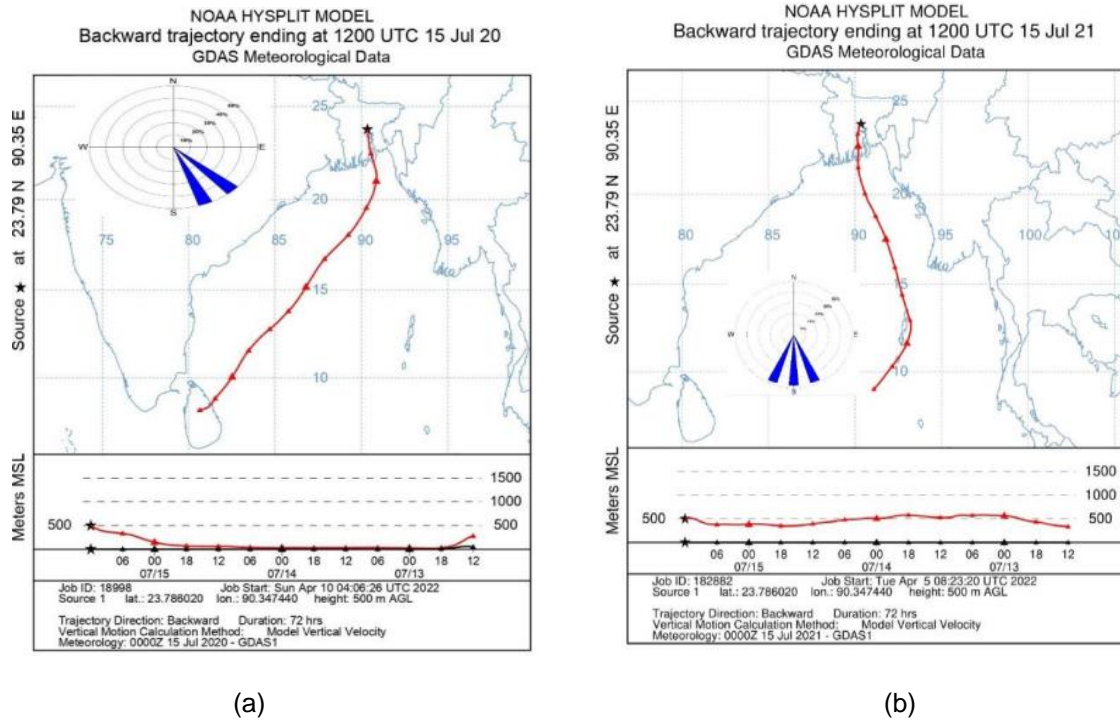 NOAA HYSPLIT MODEL
Backward trajectory ending at 1200 UTC 15 Jul 20
GDAS Meteorological Data
Source ★ at 23.79 N 90.35 E
N
W
E
S
25
20
15
10
75
80
85
90
95
Meters MSL
1500
1000
500
500
06 00 18 12 06 00 18 12 06 00 18 12
07/15 07/14 07/13
Job ID: 18998 Job Start: Sun Apr 10 04:06:26 UTC 2022
Source 1 lat.: 23.786020 lon.: 90.347440 height: 500 m AGL
Trajectory Direction: Backward Duration: 72 hrs
Vertical Motion Calculation Method: Model Vertical Velocity
Meteorology: 0000Z 15 Jul 2020 - GDAS1
(a)
NOAA HYSPLIT MODEL
Backward trajectory ending at 1200 UTC 15 Jul 21
GDAS Meteorological Data
Source ★ at 23.79 N 90.35 E
25
20
80
85
90
95
100
10
15
10
N
W
E
S
Meters MSL
1500
1000
500
500
06 00 18 12 06 00 18 12 06 00 18 12
07/15 07/14 07/13
Job ID: 182882 Job Start: Tue Apr 5 08:23:20 UTC 2022
Source 1 lat.: 23.786020 lon.: 90.347440 height: 500 m AGL
Trajectory Direction: Backward Duration: 72 hrs
Vertical Motion Calculation Method: Model Vertical Velocity
Meteorology: 0000Z 15 Jul 2021 - GDAS1
(b)